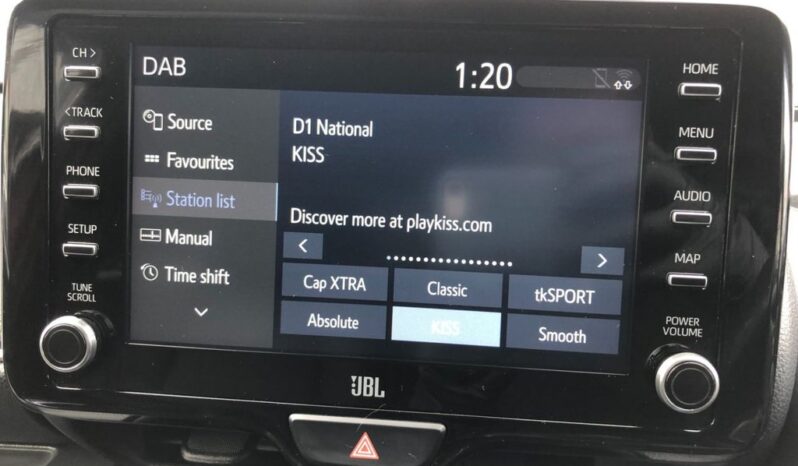 CH >
DAB
1:20
HOME
<TRACK
Source
D1 National
KISS
MENU
PHONE
Favourites
Station list
AUDIO
SETUP
Manual
Discover more at playkiss.com
MAP
Time shift
Cap XTRA
Classic
tkSPORT
TUNE
SCROLL
Absolute
KISS
Smooth
POWER
VOLUME
JBL